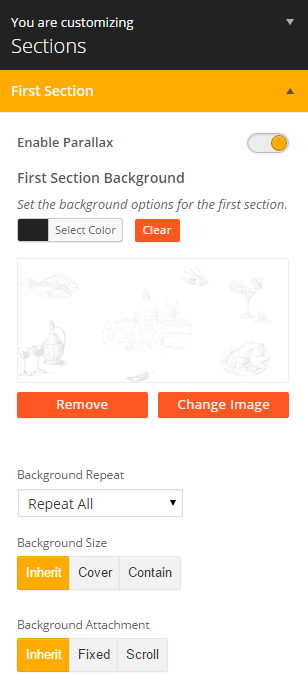 You are customizing
Sections
First Section
Enable Parallax
First Section Background
Set the background options for the first section.
Select Color Clear
Remove Change Image
Background Repeat
Repeat All
Background Size
Inherit Cover Contain
Background Attachment
Inherit Fixed Scroll